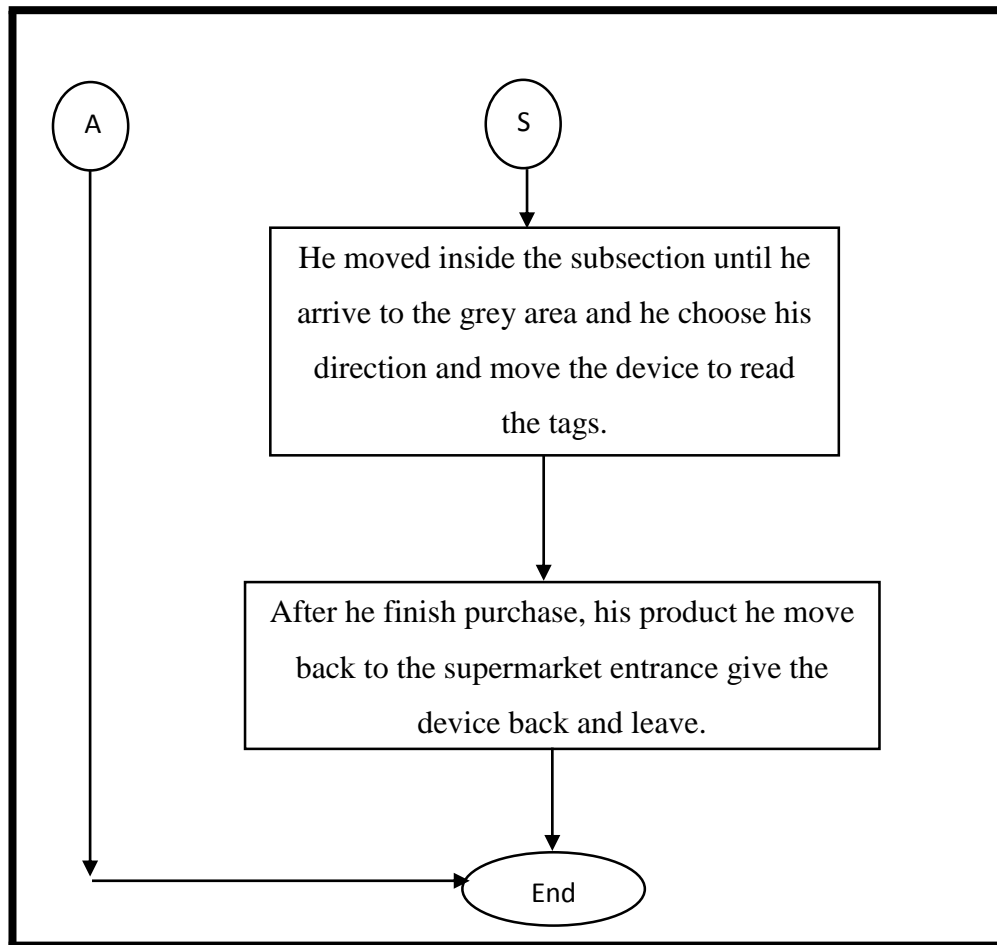 A
S
He moved inside the subsection until he
arrive to the grey area and he choose his
direction and move the device to read
the tags.
After he finish purchase, his product he move
back to the supermarket entrance give the
device back and leave.
End